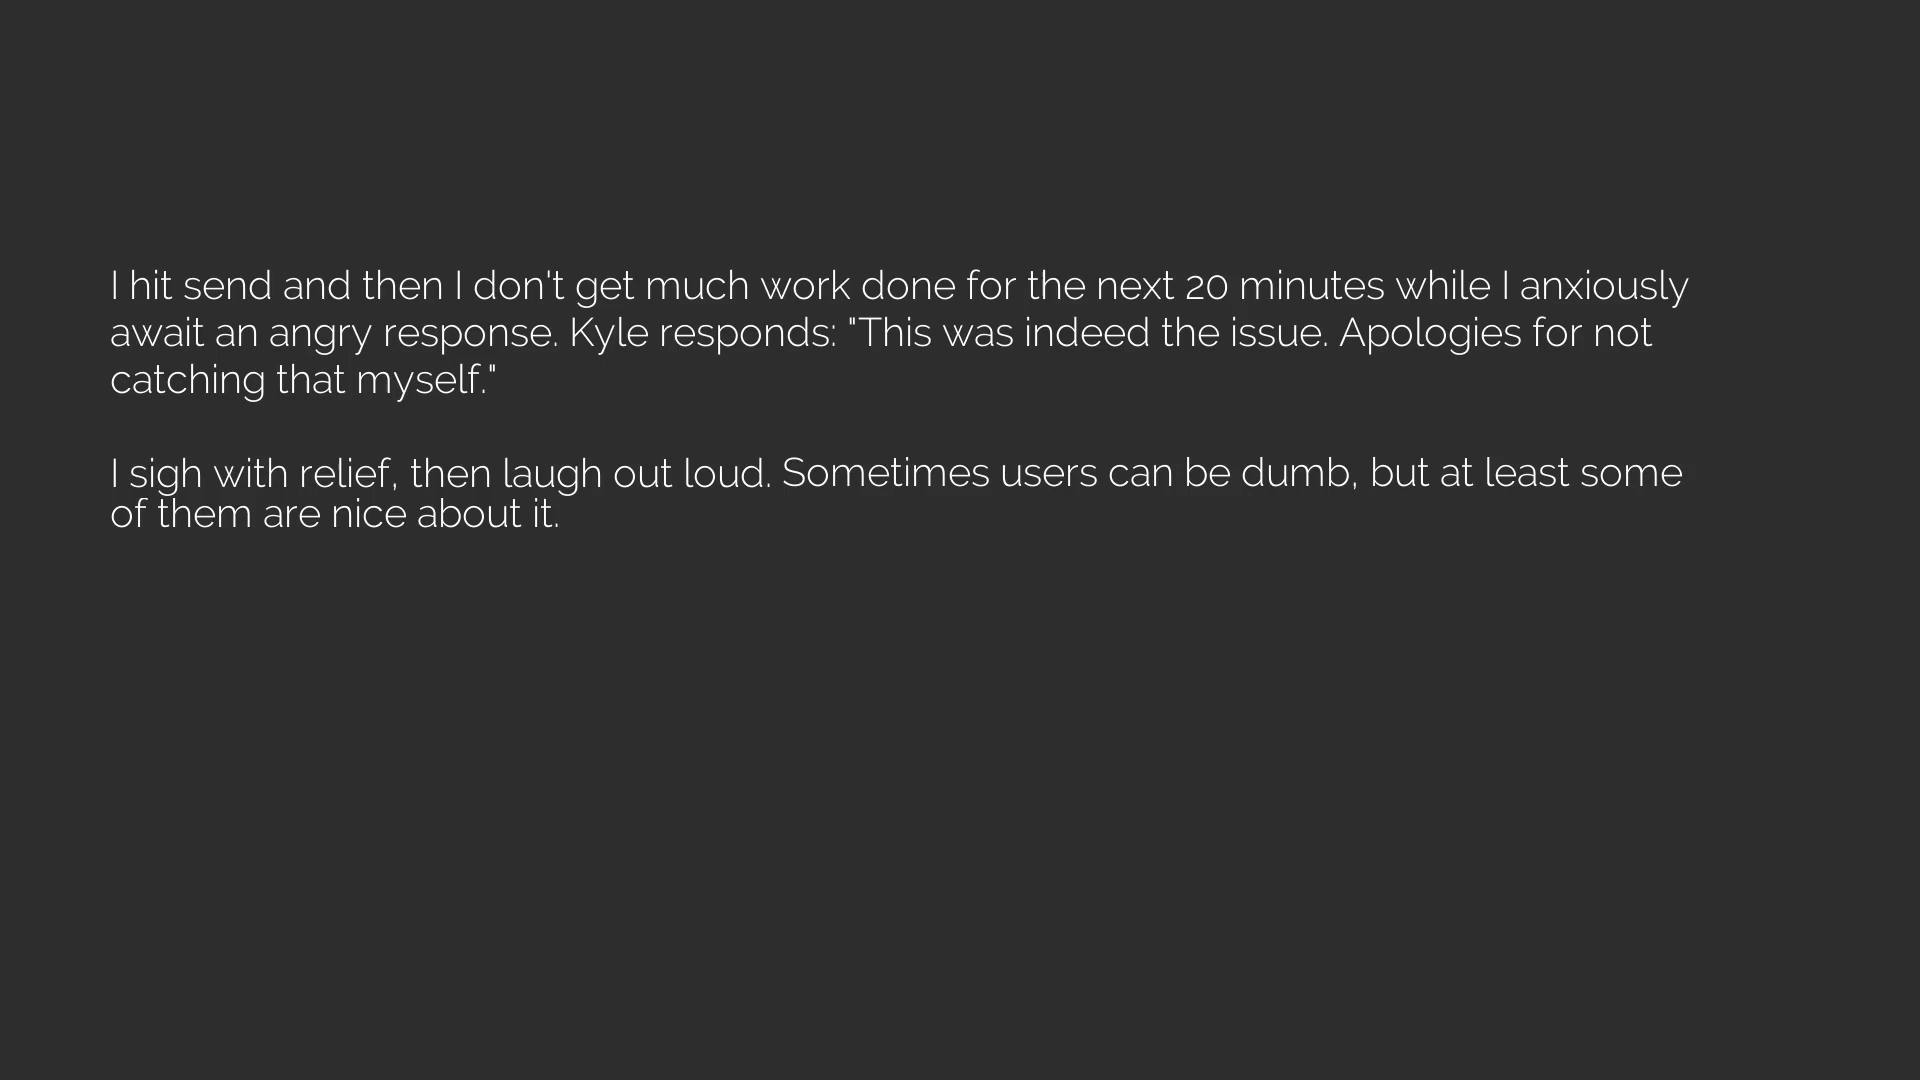 I hit send and then I don't get much work done for the next 20 minutes while I anxiously
await an angry response. Kyle responds: "This was indeed the issue. Apologies for not
catching that myself."
I sigh with relief, then laugh out loud. Sometimes users can be dumb, but at least some
of them are nice about it.